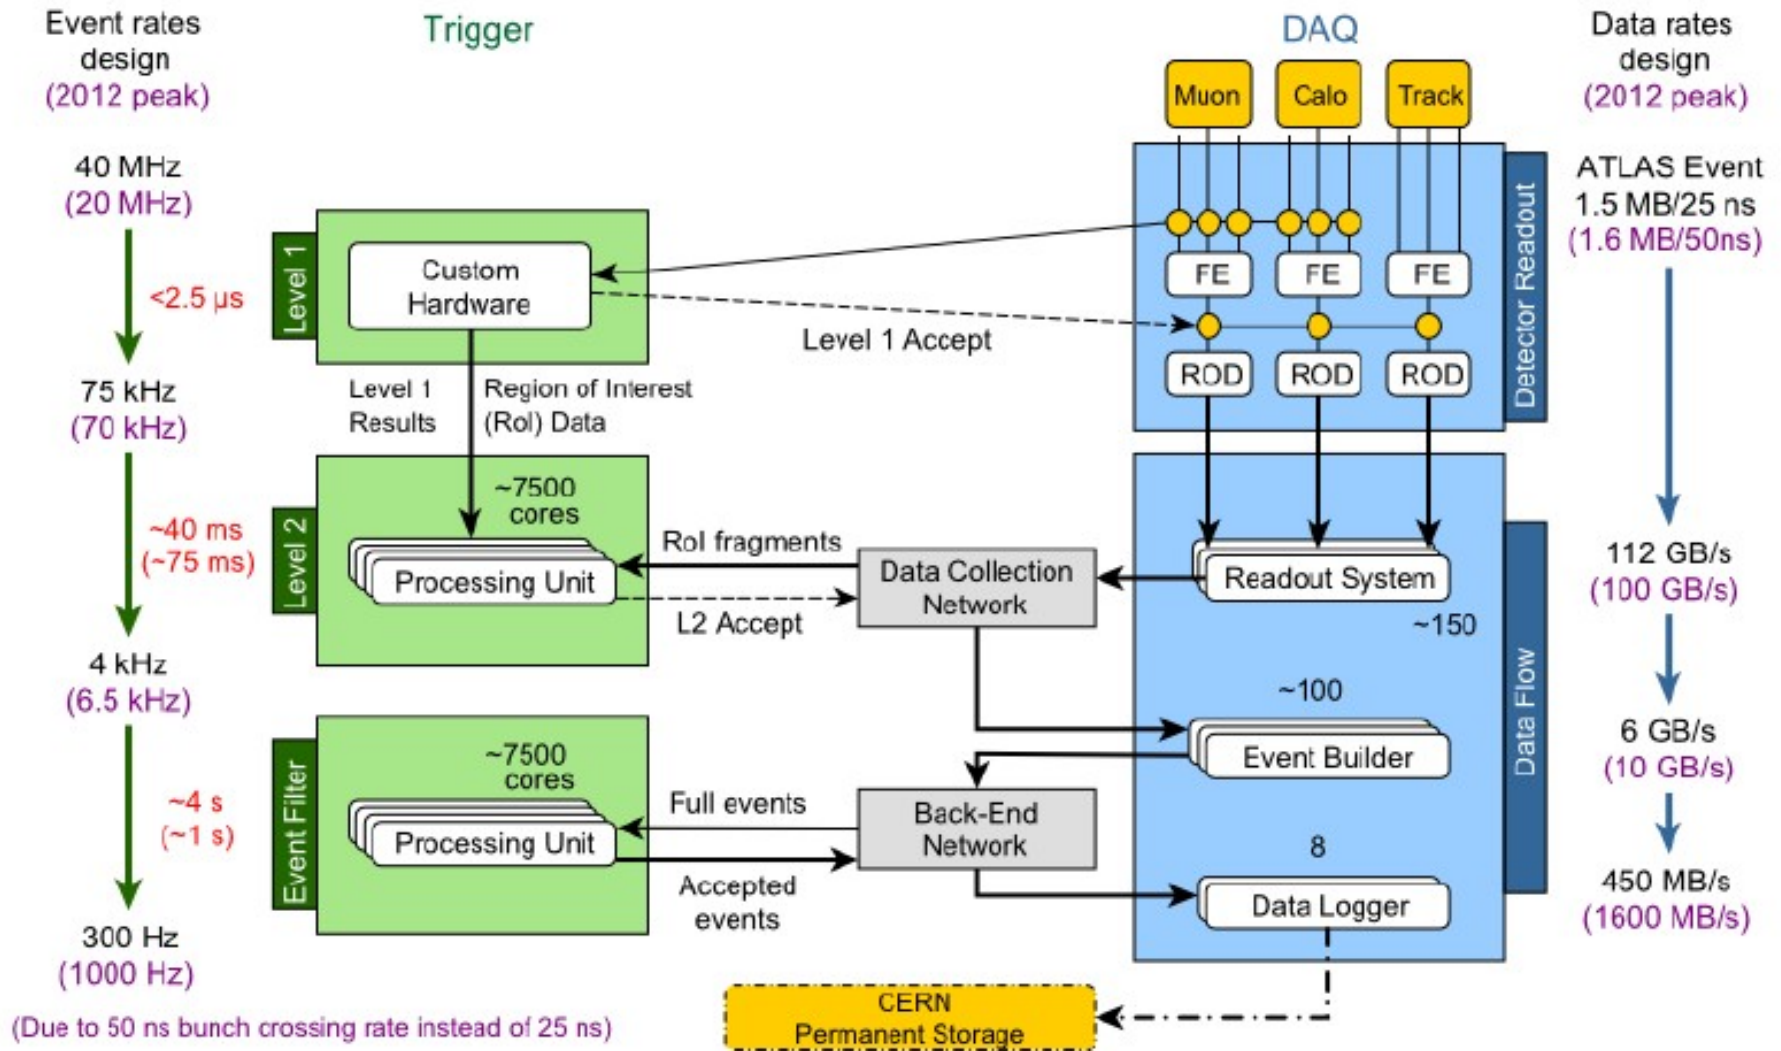 Event rates
design
(2012 peak)
Trigger
DAQ
Data rates
design
(2012 peak)
Muon
Calo
Track
40 MHz
(20 MHz)
ATLAS Event
1.5 MB/25 ns
(1.6 MB/50ns)
Level 1
Custom
Hardware
<2.5 µs
FE
FE
FE
Level 1 Accept
ROD
ROD
ROD
Detector Readout
75 kHz
(70 kHz)
Level 1
Results
Region of Interest
(RoI) Data
~7500
cores
Level 2
~40 ms
(~75 ms)
Processing Unit
RoI fragments
L2 Accept
Data Collection
Network
Readout System
~150
112 GB/s
(100 GB/s)
4 kHz
(6.5 kHz)
~100
Event Builder
Data Flow
6 GB/s
(10 GB/s)
~7500
cores
Event Filter
~4 s
(~1 s)
Processing Unit
Full events
Accepted
events
Back-End
Network
8
Data Logger
450 MB/s
(1600 MB/s)
300 Hz
(1000 Hz)
(Due to 50 ns bunch crossing rate instead of 25 ns)
CERN
Permanent Storage